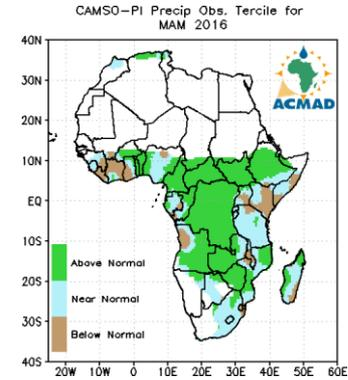 CAMSO-PI Precip Obs. Tercile for
MAM 2016
40N
30N
20N
10N
EQ
10S
20S
30S
40S
ACMAD
Above Normal
Near Normal
Below Normal
20W 10W 0 10E 20E 30E 40E 50E 60E